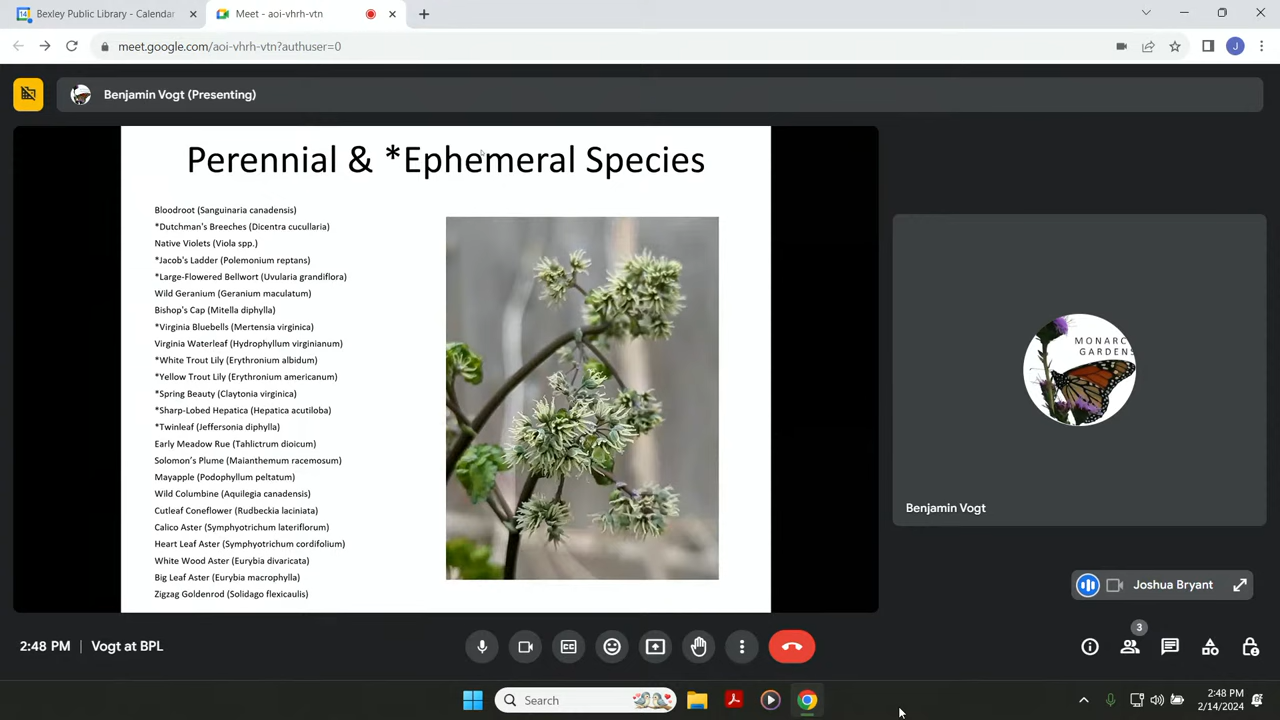 Bexley Public Library - Calendar
Meet - aoi-vhrh-vtn
meet.google.com/aoi-vhrh-vtn?authuser=0
J
Benjamin Vogt (Presenting)
Perennial & *Ephemeral Species
Bloodroot (Sanguinaria canadensis)
*Dutchman's Breeches (Dicentra cucullaria)
Native Violets (Viola spp.)
*Jacob's Ladder (Polemonium reptans)
*Large-Flowered Bellwort (Uvularia grandiflora)
Wild Geranium (Geranium maculatum)
Bishop's Cap (Mitella diphylla)
*Virginia Bluebells (Mertensia virginica)
Virginia Waterleaf (Hydrophyllum virginianum)
*White Trout Lily (Erythronium albidum)
*Yellow Trout Lily (Erythronium americanum)
*Spring Beauty (Claytonia virginica)
*Sharp-Lobed Hepatica (Hepatica acutiloba)
*Twinleaf (Jeffersonia diphylla)
Early Meadow Rue (Tahlictrum dioicum)
Solomon's Plume (Maianthemum racemosum)
Mayapple (Podophyllum peltatum)
Wild Columbine (Aquilegia canadensis)
Cutleaf Coneflower (Rudbeckia laciniata)
Calico Aster (Symphyotrichum lateriflorum)
Heart Leaf Aster (Symphyotrichum cordifolium)
White Wood Aster (Eurybia divaricata)
Big Leaf Aster (Eurybia macrophylla)
Zigzag Goldenrod (Solidago flexicaulis)
MONARC
GARDENS
Benjamin Vogt
Joshua Bryant
3
2:48 PM | Vogt at BPL
Search
2:48 PM
2/14/2024